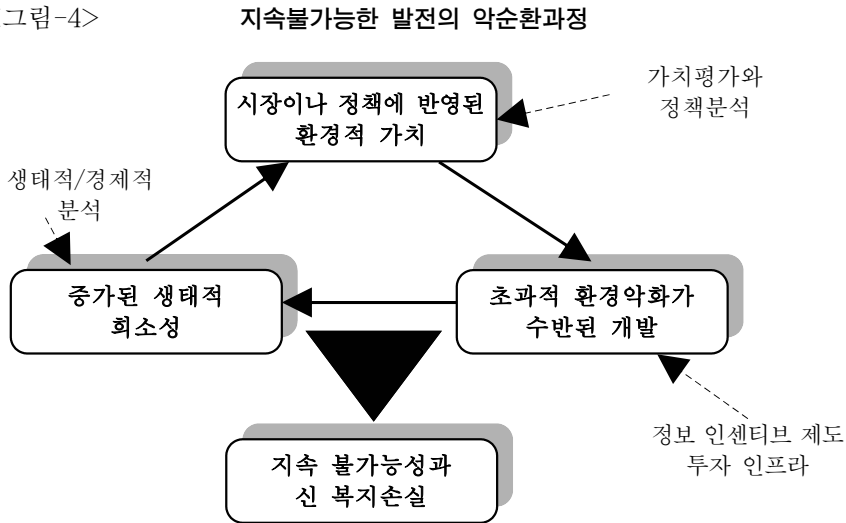 그림-4> 지속불가능한 발전의 악순환과정
시장이나 정책에 반영된
환경적 가치
가치평가와
정책분석
생태적/경제적
분석
증가된 생태적
희소성
초과적 환경악화가
수반된 개발
정보 인센티브 제도
투자 인프라
지속 불가능성과
신 복지손실